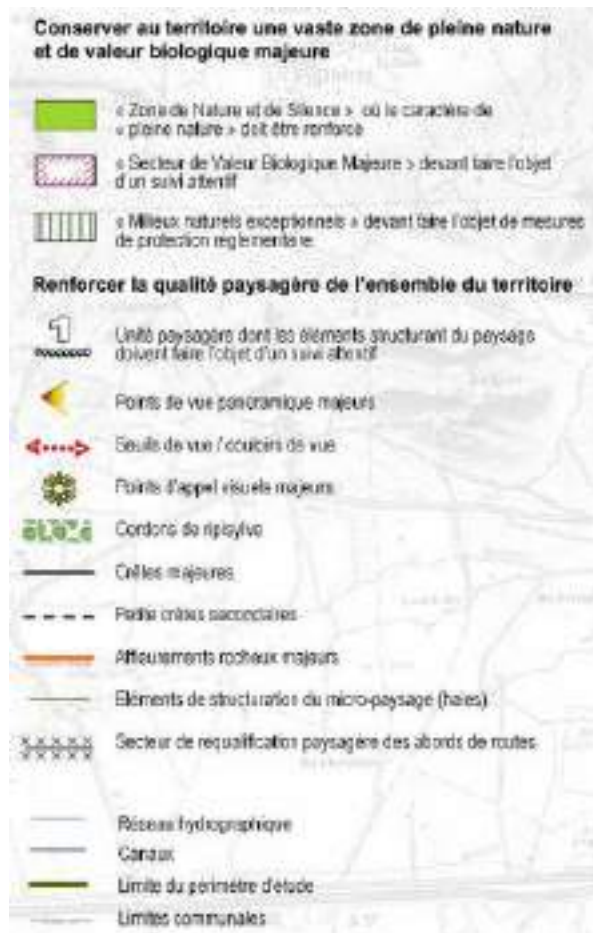 Conserver au territoire une vaste zone de pleine nature
et de valeur biologique majeure
« Zone de Nature et de Silence » où le caractère de
« pleine nature » doit être renforcé
« Secteur de Valeur Biologique Majeure » devant faire l'objet
d'un suivi attentif
« Milieux naturels exceptionnels » devant faire l'objet de mesures
de protection réglementaire
Renforcer la qualité paysagère de l'ensemble du territoire
1
Unité paysagère dont les éléments structurant du paysage
doivent faire l'objet d'un suivi attentif
Points de vue panoramique majeurs
Seuils de vue / couloirs de vue
Points d'appel visuels majeurs
Cordons de ripisylve
Crêtes majeures
Petite crêtes secondaires
Affleurements rocheux majeurs
Eléments de structuration du micro-paysage (haies)
Secteur de requalification paysagère des abords de routes
Réseau hydrographique
Canaux
Limite du périmètre d'étude
Limites communales